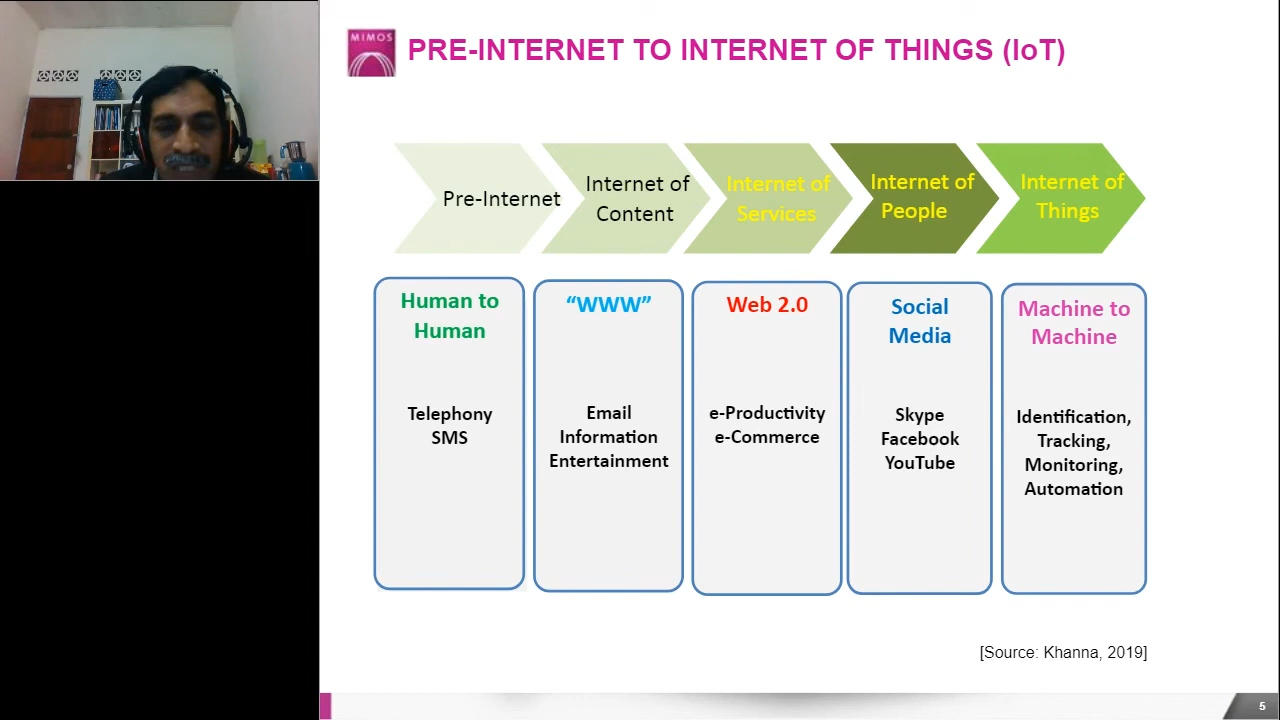 MIMOS
PRE-INTERNET TO INTERNET OF THINGS (IoT)
Pre-Internet
Internet of
Content
Internet of
Services
Internet of
People
Internet of
Things
Human to
Human
Telephony
SMS
“WWW”
Email
Information
Entertainment
Web 2.0
e-Productivity
e-Commerce
Social
Media
Skype
Facebook
YouTube
Machine to
Machine
Identification,
Tracking,
Monitoring,
Automation
[Source: Khanna, 2019]
5